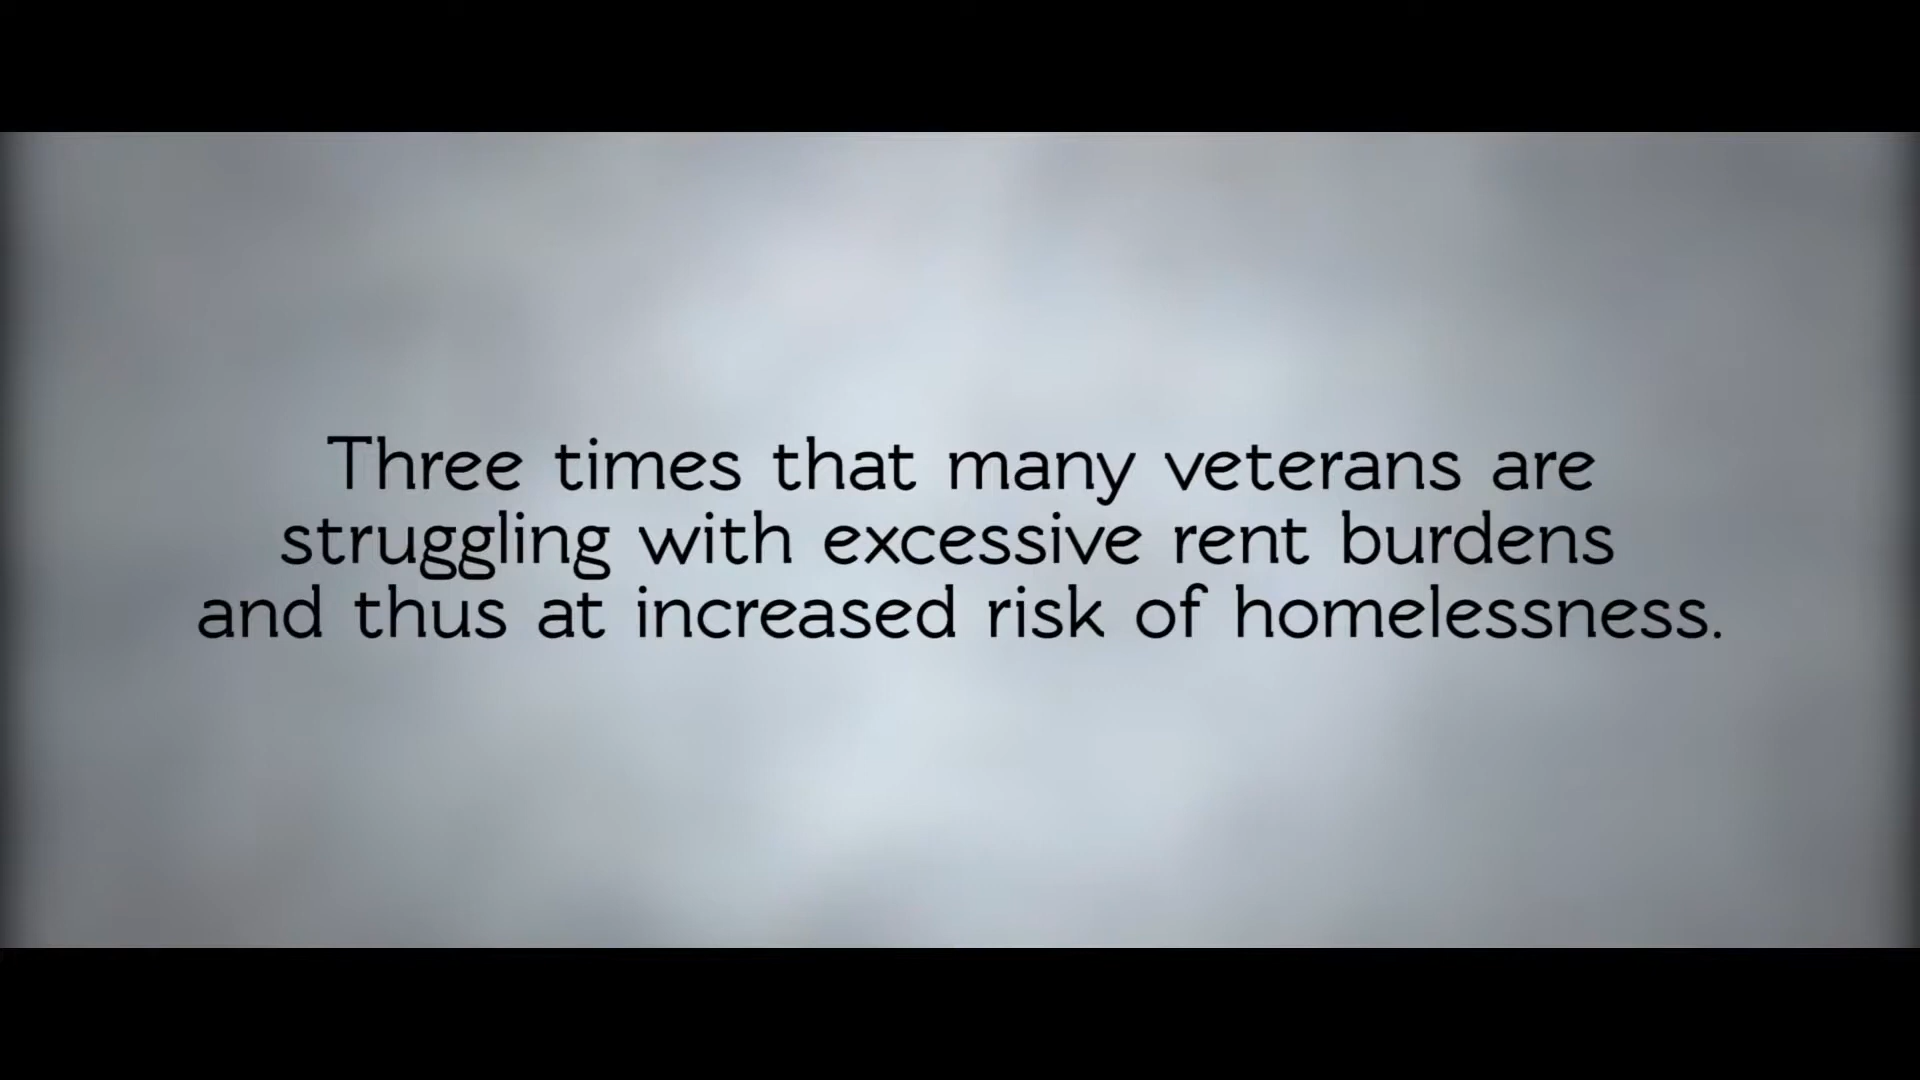 Three times that many veterans are
struggling with excessive rent burdens
and thus at increased risk of homelessness.